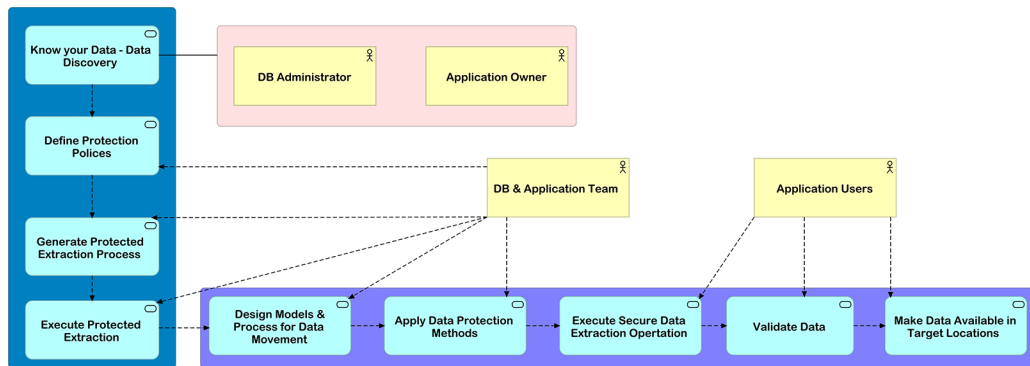 Know your Data - Data
Discovery
DB Administrator
Application Owner
Define Protection
Polices
DB & Application Team
Application Users
Generate Protected
Extraction Process
Execute Protected
Extraction
Design Models &
Process for Data
Movement
Apply Data Protection
Methods
Execute Secure Data
Extraction Opertation
Validate Data
Make Data Available in
Target Locations